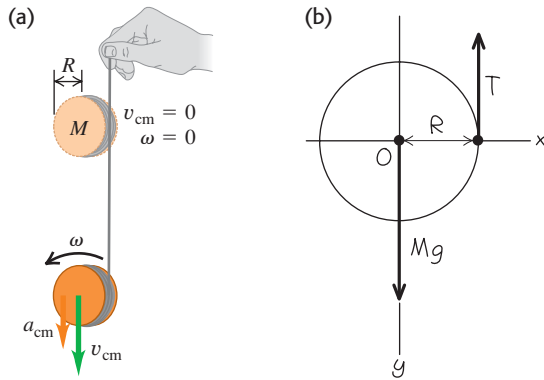 (a)
R
M
v_cm = 0
ω = 0
ω
a_cm
v_cm
(b)
T
R
x
O
Mg
y